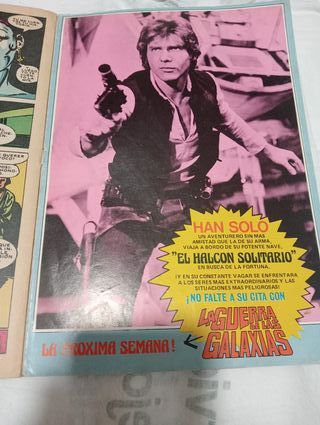 HAN SOLO
UN AVENTURERO SIN MAS
AMISTAD QUE LA DE SU ARMA,
VIAJA A BORDO DE SU POTENTE NAVE,
"EL HALCON SOLITARIO"
EN BUSCA DE LA FORTUNA.
¡Y EN SU CONSTANTE VAGAR SE ENFRENTARA
A LOS SERES MAS EXTRAORDINARIOS Y LAS
SITUACIONES MAS PELIGROSAS!
¡NO FALTE A SU CITA CON
LA GUERRA
DE LAS
GALAXIAS
LA PROXIMA SEMANA!